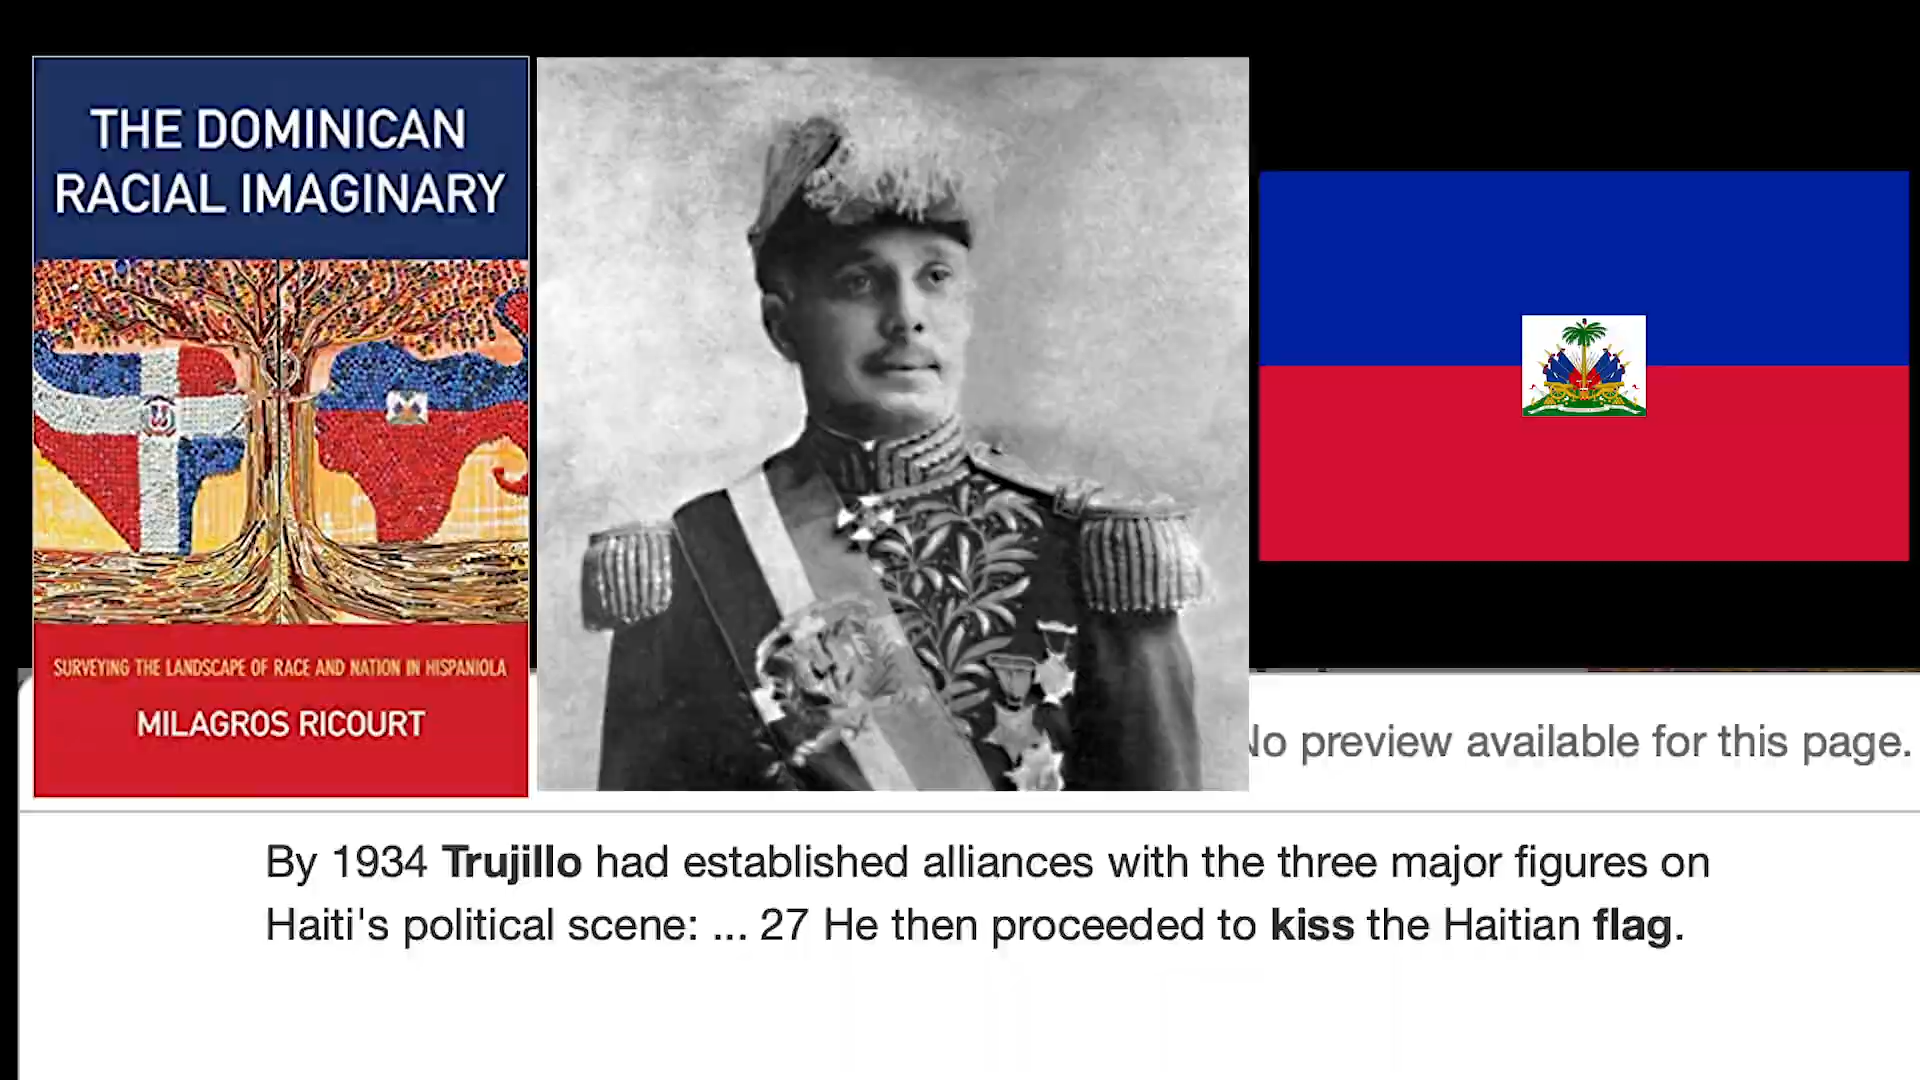 THE DOMINICAN
RACIAL IMAGINARY
SURVEYING THE LANDSCAPE OF RACE AND NATION IN HISPANIOLA
MILAGROS RICOURT
No preview available for this page.
By 1934 Trujillo had established alliances with the three major figures on
Haiti's political scene: ... 27 He then proceeded to kiss the Haitian flag.